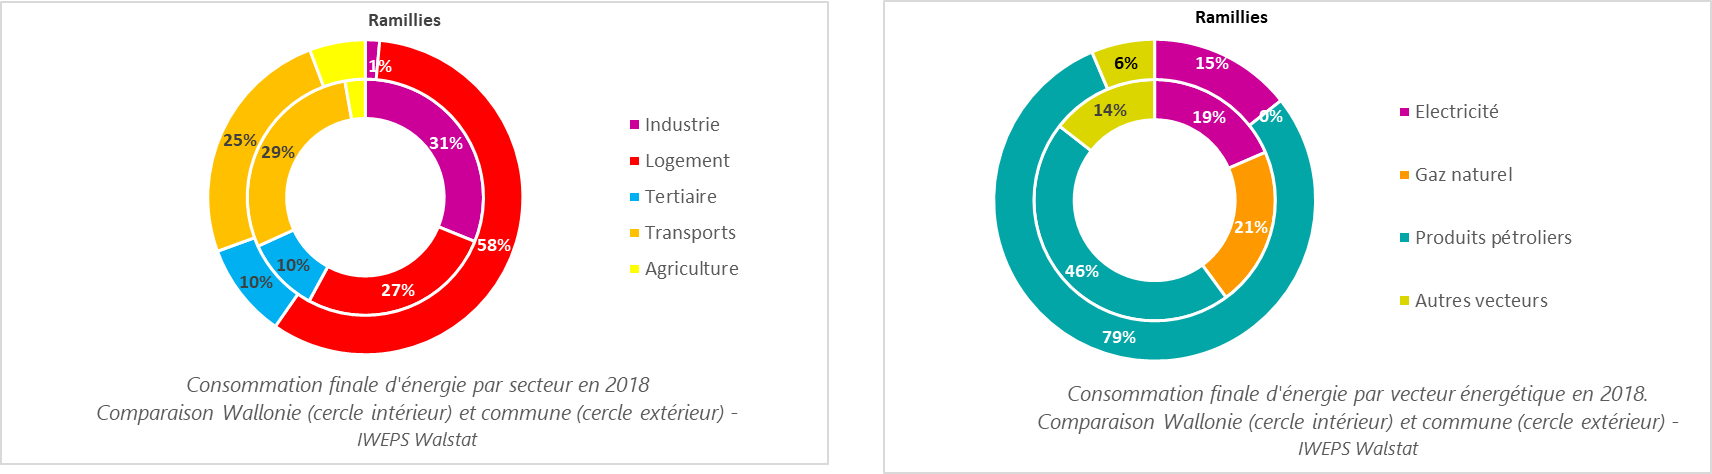 Ramillies
1%
31%
25%
29%
58%
10%
10%
27%
Industrie
Logement
Tertiaire
Transports
Agriculture
Consommation finale d'énergie par secteur en 2018
Comparaison Wallonie (cercle intérieur) et commune (cercle extérieur) -
IWEPS Walstat
Ramillies
6%
15%
14%
19%
0%
21%
46%
79%
Electricité
Gaz naturel
Produits pétroliers
Autres vecteurs
Consommation finale d'énergie par vecteur énergétique en 2018.
Comparaison Wallonie (cercle intérieur) et commune (cercle extérieur) -
IWEPS Walstat